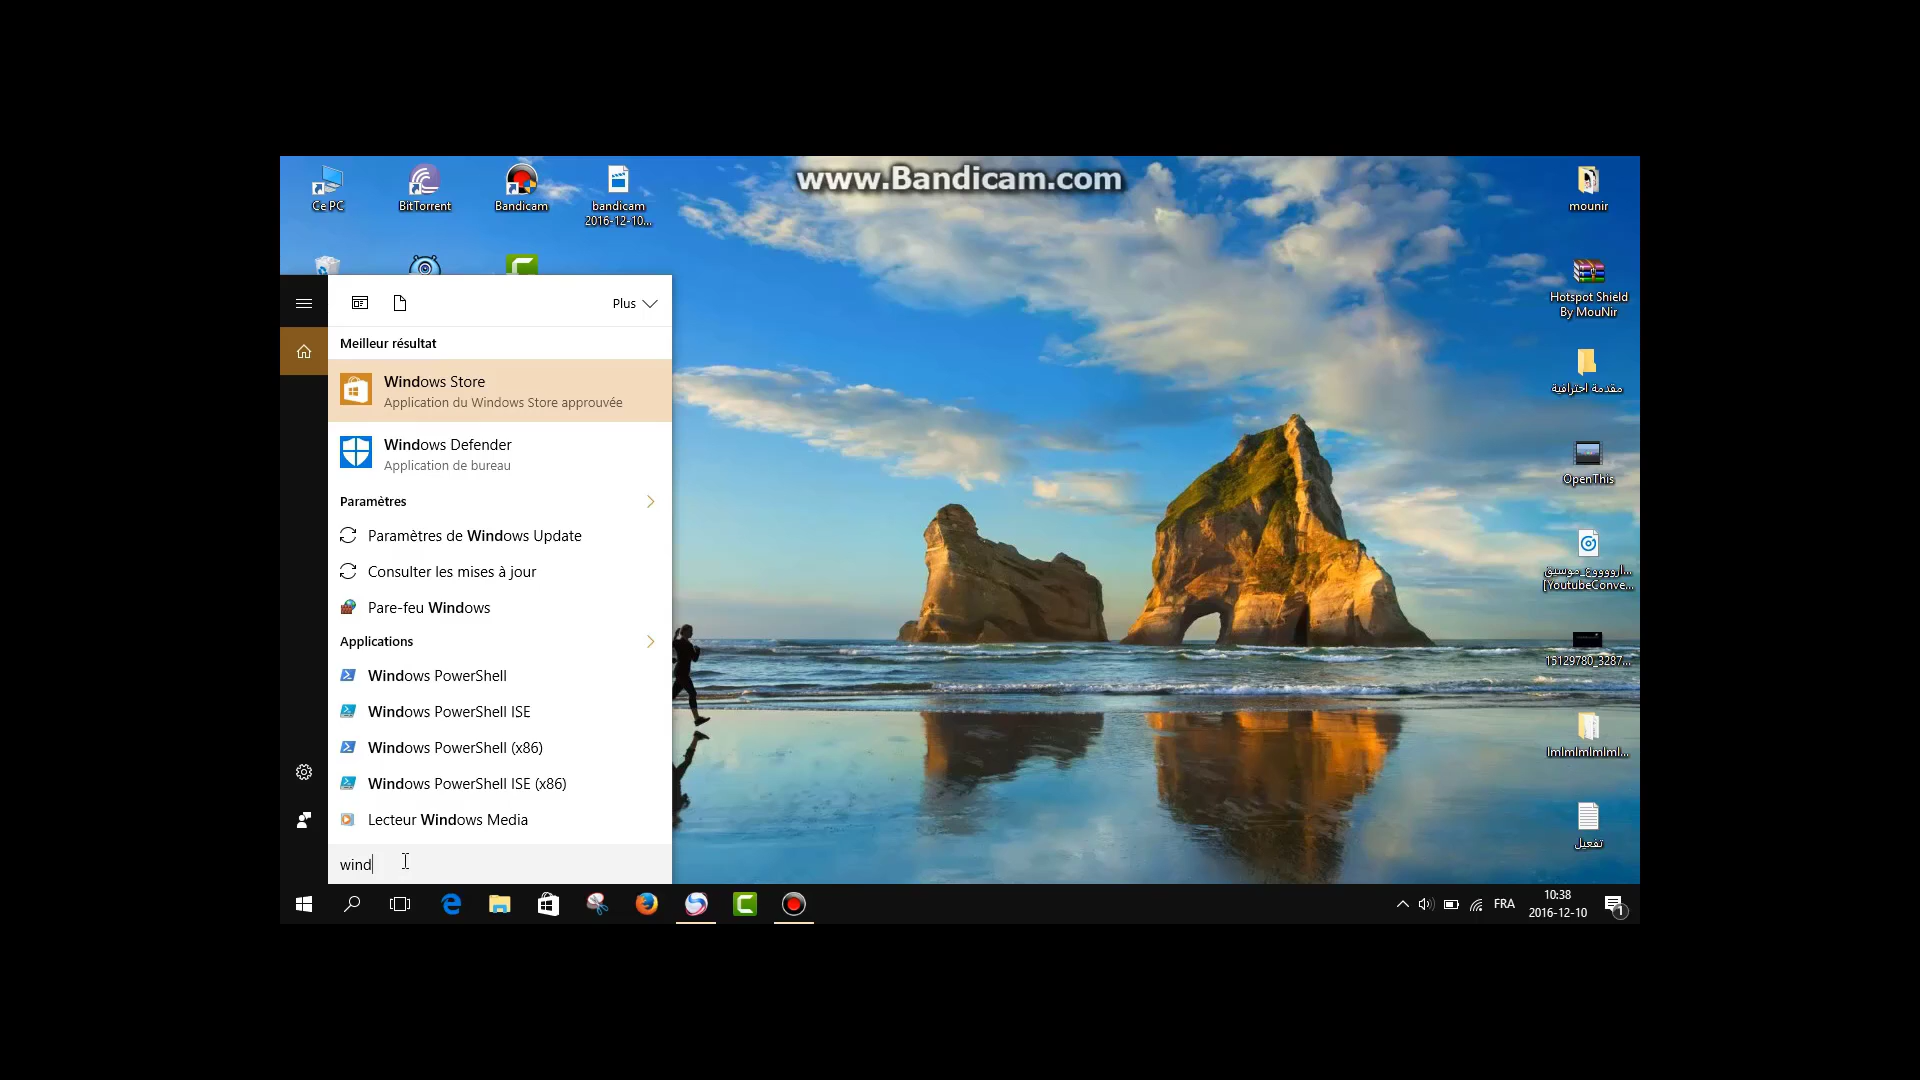 www.Bandicam.com
Ce PC
BitTorrent
Bandicam
bandicam
2016-12-10...
mounir
Hotspot Shield
By MouNir
مقدمة احترافية
OpenThis
[YoutubeConve...
15129780_3287...
تفعيل
Plus
Meilleur résultat
Windows Store
Application du Windows Store approuvée
Windows Defender
Application de bureau
Paramètres
Paramètres de Windows Update
Consulter les mises à jour
Pare-feu Windows
Applications
Windows PowerShell
Windows PowerShell ISE
Windows PowerShell (x86)
Windows PowerShell ISE (x86)
Lecteur Windows Media
wind
FRA
10:38
2016-12-10
1